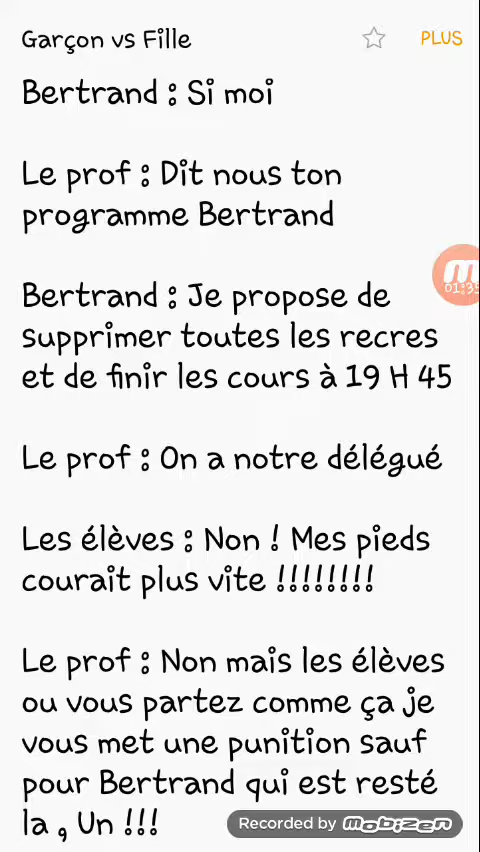 Garçon vs Fille
PLUS
Bertrand : Si moi
Le prof : Dit nous ton
programme Bertrand
01:35
Bertrand : Je propose de
supprimer toutes les recres
et de finir les cours à 19 H 45
Le prof : On a notre délégué
Les élèves : Non ! Mes pieds
courait plus vite !!!!!!!!
Le prof : Non mais les élèves
ou vous partez comme ça je
vous met une punition sauf
pour Bertrand qui est resté
la , Un !!!
Recorded by mobizen